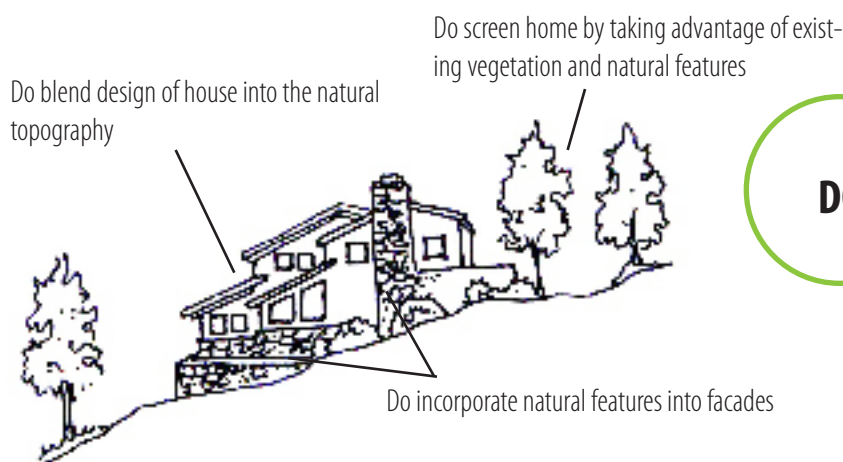 Do screen home by taking advantage of exist-
ing vegetation and natural features
Do blend design of house into the natural
topography
Do incorporate natural features into facades